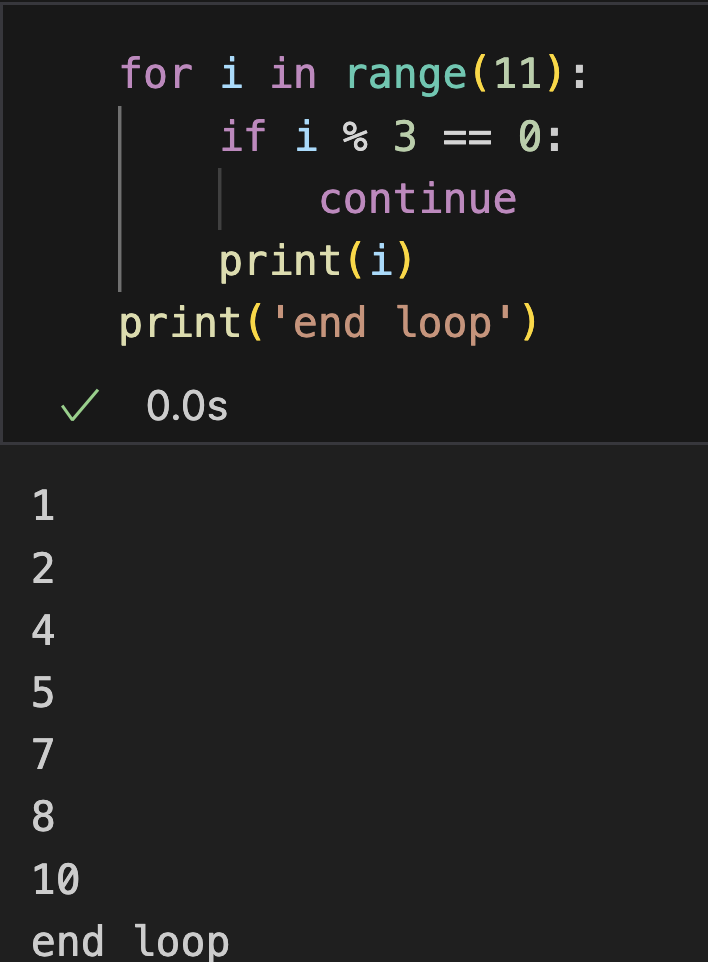 for i in range(11):
    if i % 3 == 0:
        continue
    print(i)
print('end loop')
✓ 0.0s
1
2
4
5
7
8
10
end loop